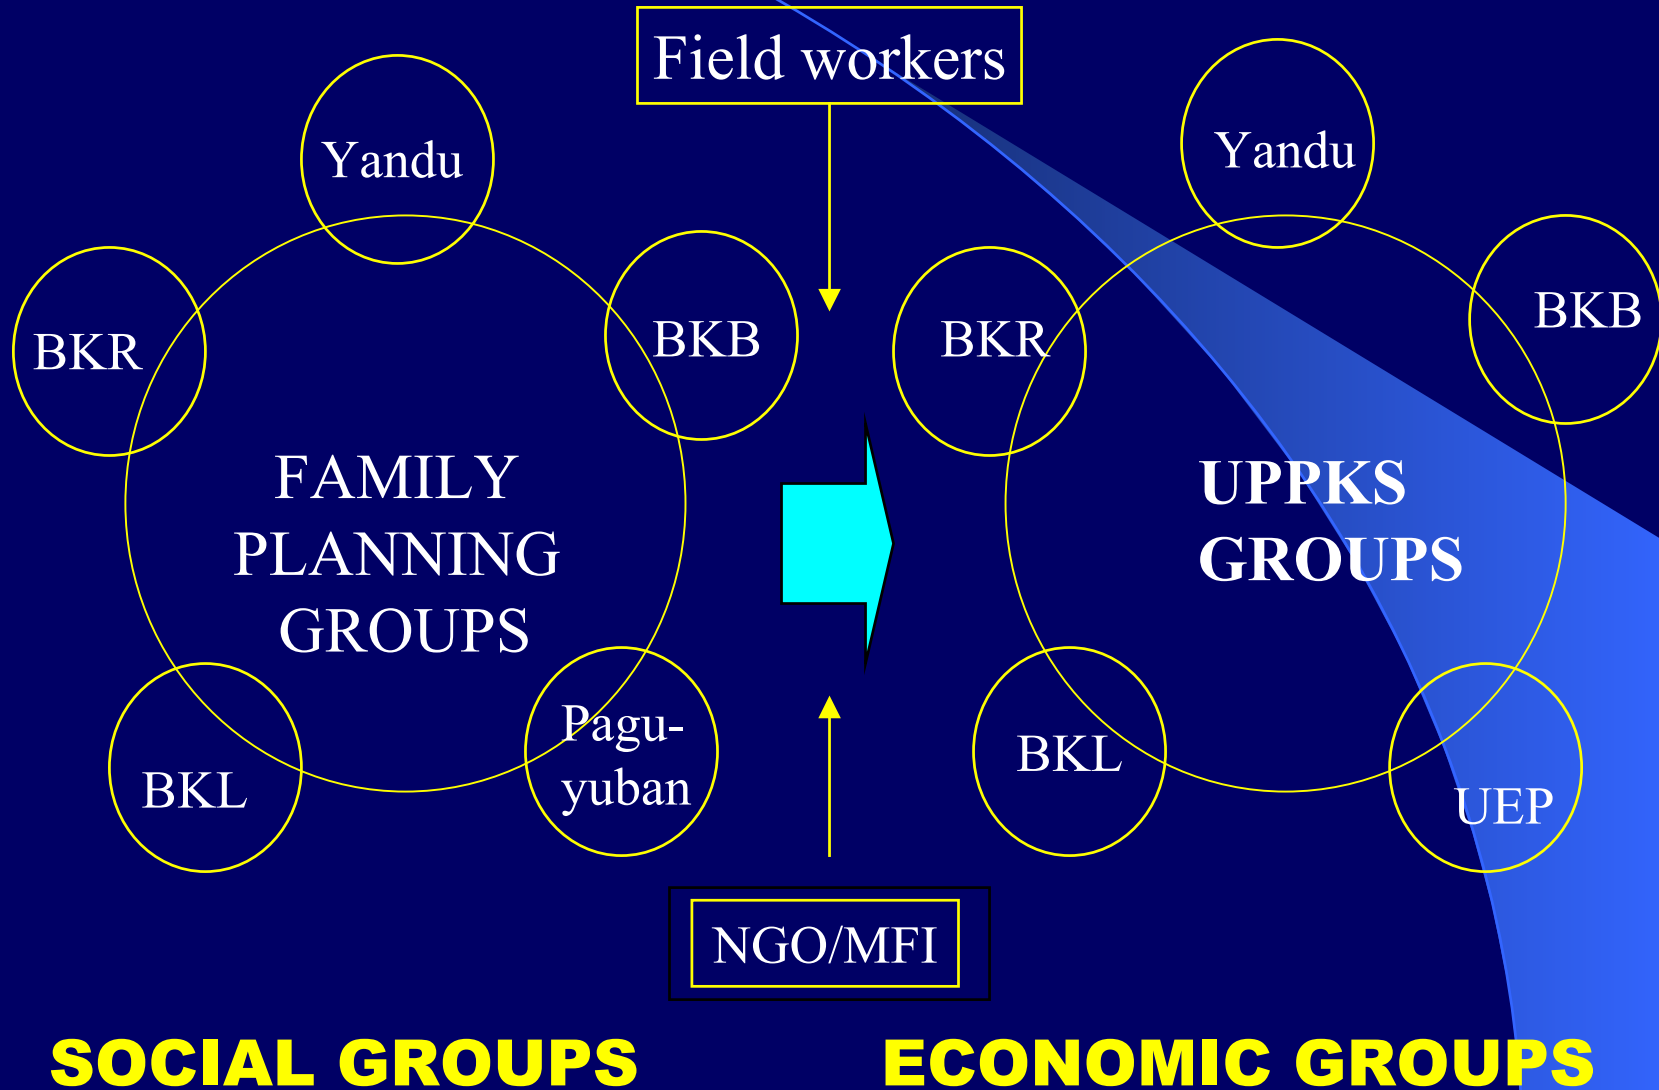 Field workers
Yandu
BKR
BKB
FAMILY
PLANNING
GROUPS
BKL
Pagu-
yuban
Yandu
BKR
BKB
UPPKS
GROUPS
BKL
UEP
NGO/MFI
SOCIAL GROUPS
ECONOMIC GROUPS